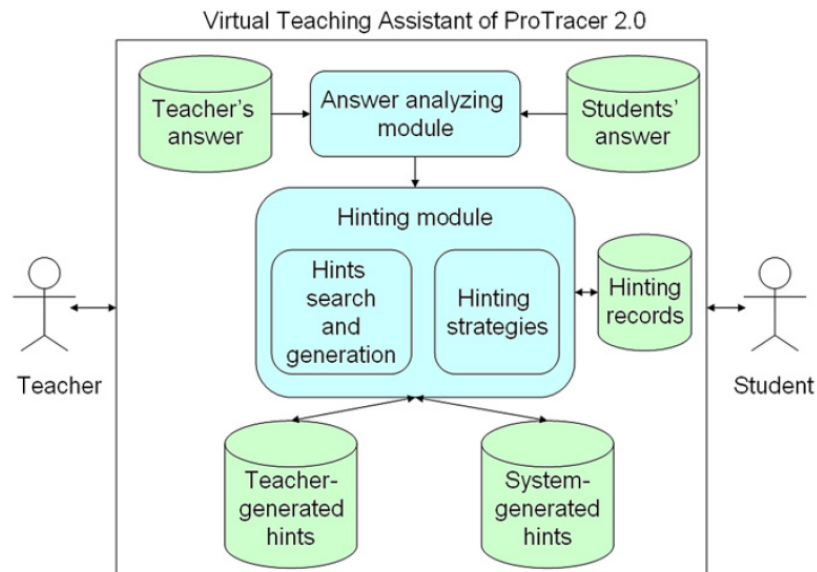 Virtual Teaching Assistant of ProTracer 2.0
Teacher’s
answer
Answer analyzing
module
Students’
answer
Hinting module
Hints
search
and
generation
Hinting
strategies
Hinting
records
Teacher
Student
Teacher-
generated
hints
System-
generated
hints